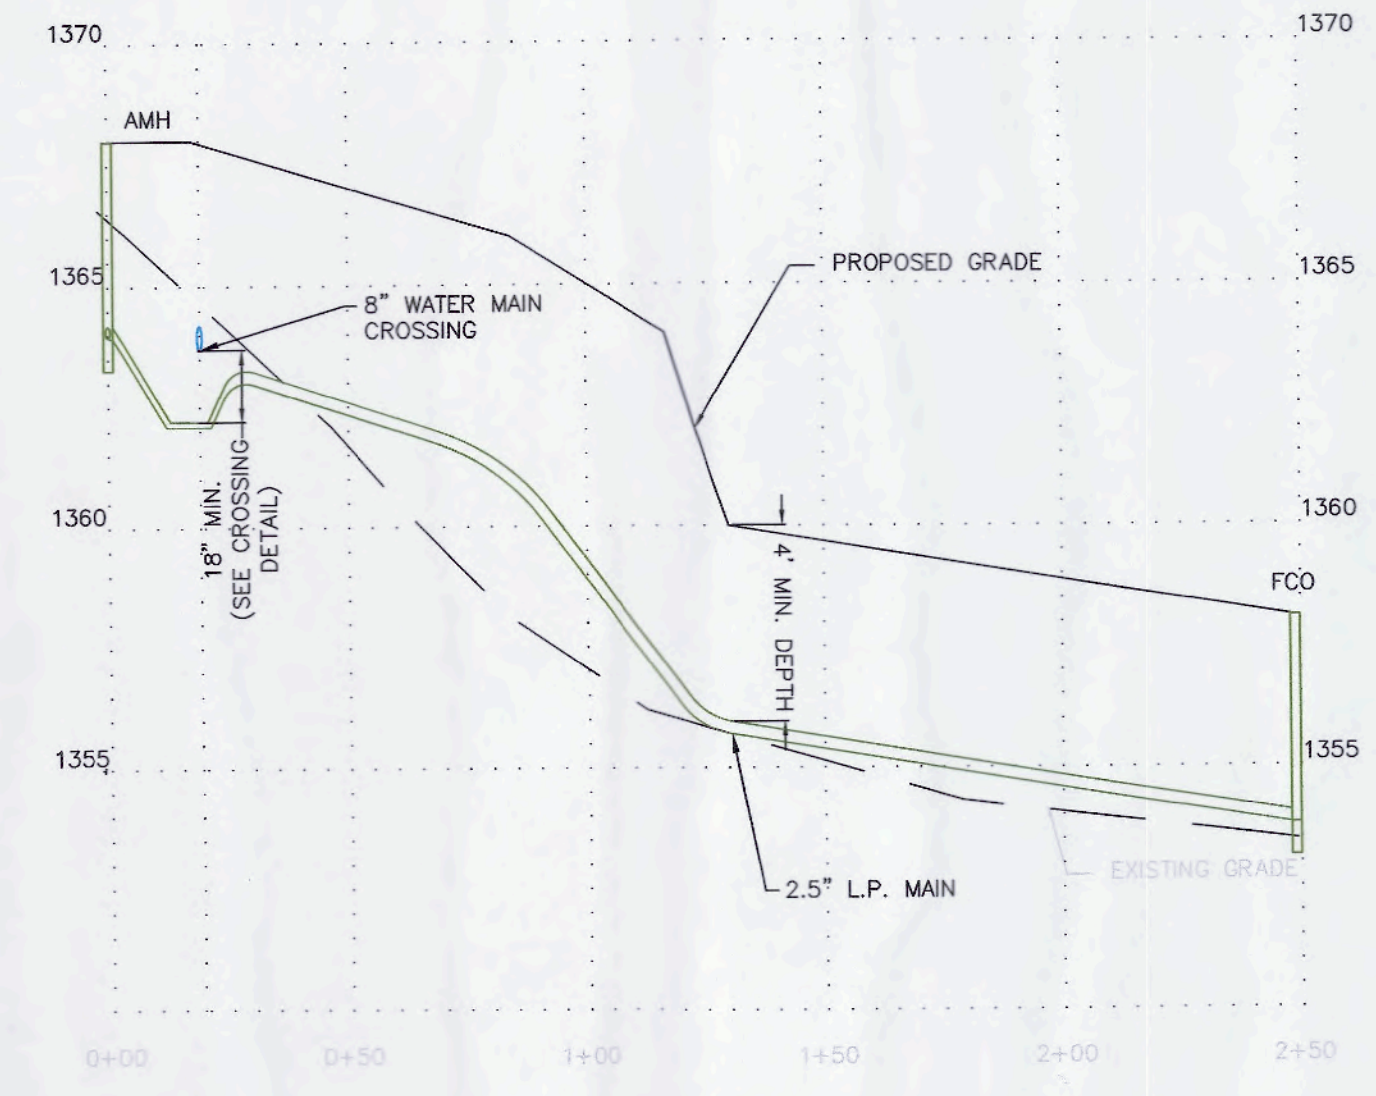 1370
1370
AMH
1365
PROPOSED GRADE
1365
8" WATER MAIN
CROSSING
18" MIN.
(SEE CROSSING
DETAIL)
1360
1360
4' MIN. DEPTH
FCO
1355
1355
2.5" L.P. MAIN
EXISTING GRADE
0+00
0+50
1+00
1+50
2+00
2+50